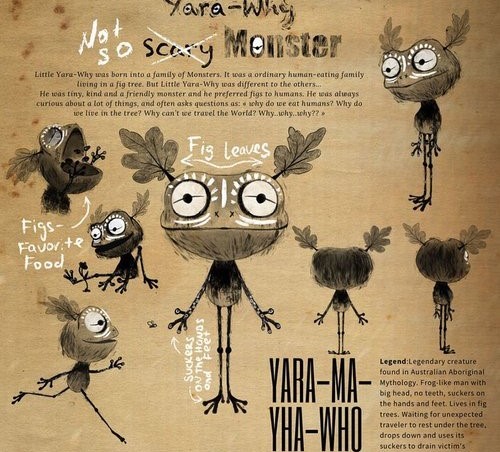 Yara-Why
Not so scary Monster
Little Yara-Why was born into a family of Monsters. It was a ordinary human-eating family
living in a fig tree. But Little Yara-Why was different to the others...
He was tiny, kind and a friendly monster and he preferred figs to humans. He was always
curious about a lot of things, and often asks questions as: « why do we eat humans? Why do
we live in the tree? Why can't we travel the World? Why..why..why?? »
Fig leaves
Figs-
Favorite
Food
Suckers
on the Hands
and Feet
YARA-MA-
YHA-WHO
Legend:Legendary creature
found in Australian Aboriginal
Mythology. Frog-like man with
big head, no teeth, suckers on
the hands and feet. Lives in fig
trees. Waiting for unexpected
traveler to rest under the tree,
drops down and uses its
suckers to drain victim's